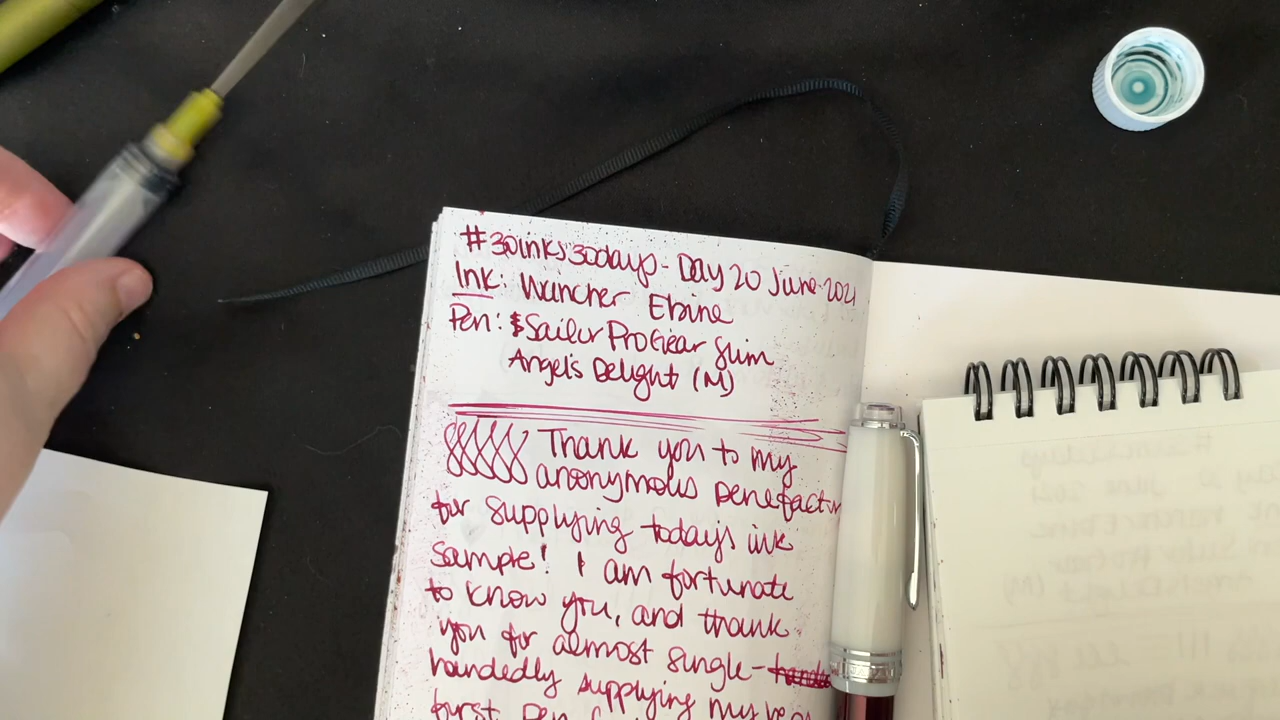 #30inks30days - Day 20 June 2021
Ink: Wancher Ebine
Pen: Sailor ProGear Slim
Angel's Delight (M)
Thank you to my
anonymous benefactor
for supplying today's ink
sample! I am fortunate
to know you, and thank
you for almost single-
handedly supplying my
first pen